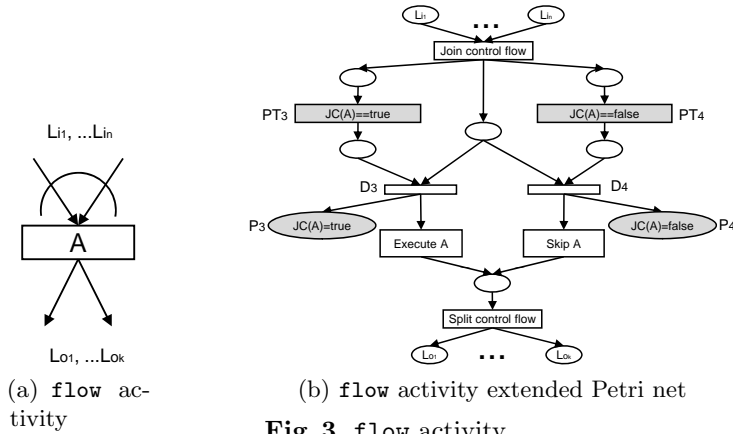 Li1, ...Lin
A
Lo1, ...Lok
(a) flow ac-
tivity
Li1 ... Lin
Join control flow
PT3 JC(A)==true JC(A)==false PT4
D3 D4
P3 JC(A)=true JC(A)=false P4
Execute A Skip A
Split control flow
Lo1 ... Lok
(b) flow activity extended Petri net
Fig. 3. flow activity